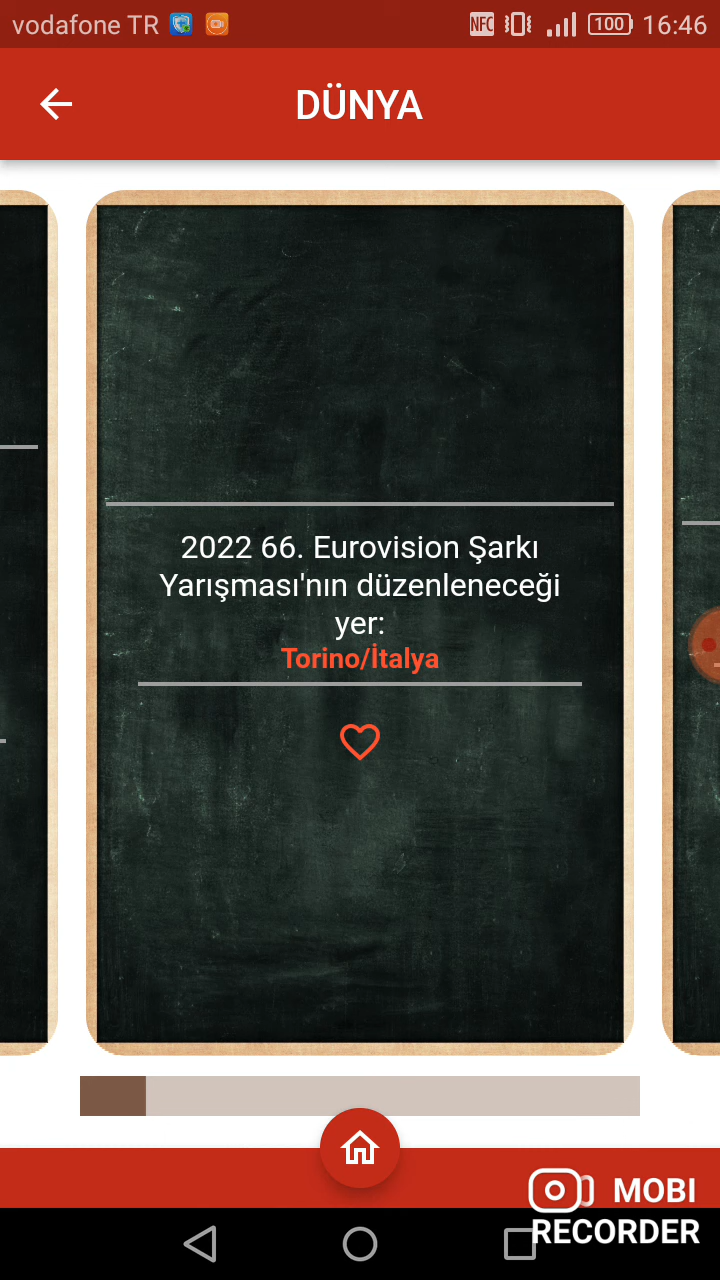 vodafone TR NFC 100 16:46
DÜNYA
2022 66. Eurovision Şarkı
Yarışması'nın düzenleneceği
yer:
Torino/İtalya
MOBI
RECORDER